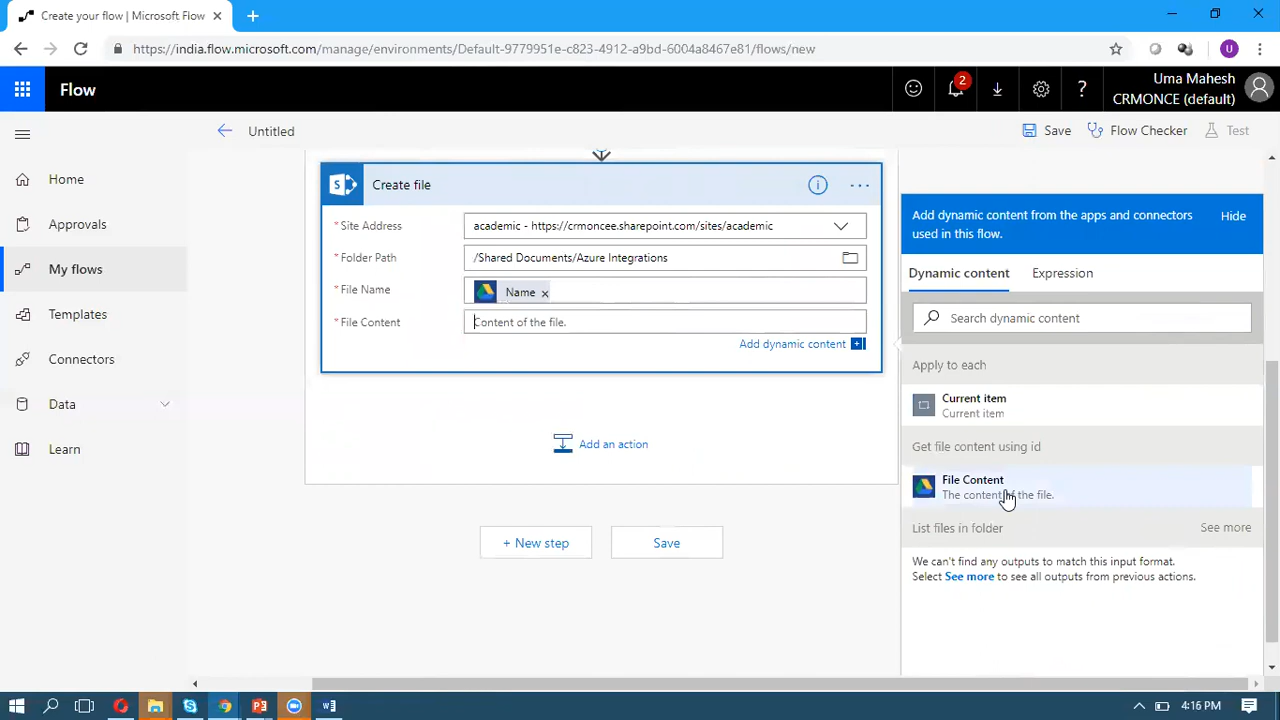 Create your flow | Microsoft Flow
https://india.flow.microsoft.com/manage/environments/Default-9779951e-c823-4912-a9bd-6004a8467e81/flows/new
U
Flow
2
?
Uma Mahesh
CRMONCE (default)
Untitled
Save
Flow Checker
Test
Home
Approvals
My flows
Templates
Connectors
Data
Learn
S
Create file
* Site Address
academic - https://crmoncee.sharepoint.com/sites/academic
* Folder Path
/Shared Documents/Azure Integrations
* File Name
Name x
* File Content
Content of the file.
Add dynamic content
Add an action
+ New step
Save
Add dynamic content from the apps and connectors
used in this flow.
Hide
Dynamic content
Expression
Search dynamic content
Apply to each
Current item
Current item
Get file content using id
File Content
The content of the file.
List files in folder
See more
We can't find any outputs to match this input format.
Select See more to see all outputs from previous actions.
4:16 PM